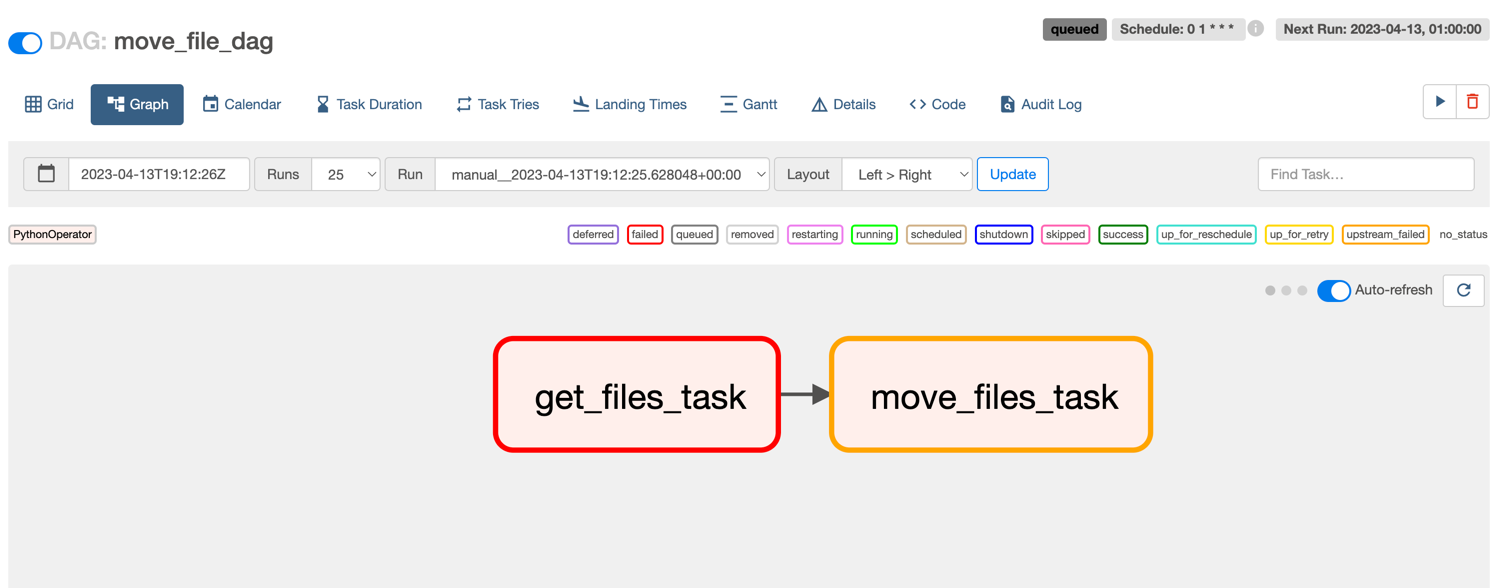 DAG: move_file_dag
queued Schedule: 0 1 * * * i Next Run: 2023-04-13, 01:00:00
Grid Graph Calendar Task Duration Task Tries Landing Times Gantt Details Code Audit Log
2023-04-13T19:12:26Z Runs 25 Run manual__2023-04-13T19:12:25.628048+00:00 Layout Left > Right Update Find Task…
PythonOperator deferred failed queued removed restarting running scheduled shutdown skipped success up_for_reschedule up_for_retry upstream_failed no_status
Auto-refresh
get_files_task move_files_task